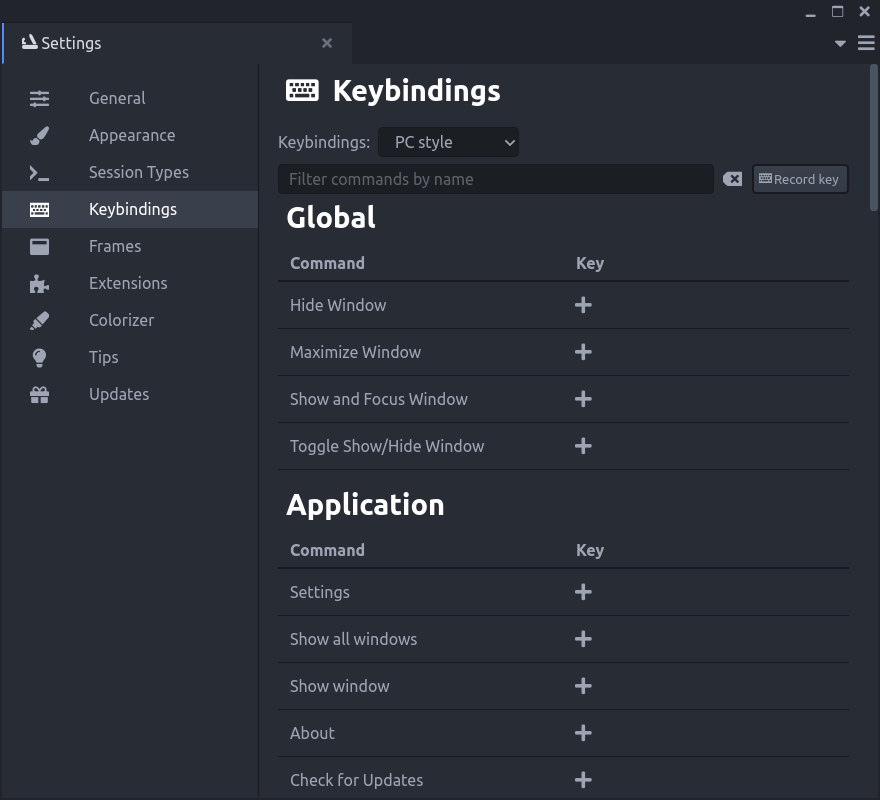 Settings
General
Appearance
Session Types
Keybindings
Frames
Extensions
Colorizer
Tips
Updates
Keybindings
Keybindings: PC style
Filter commands by name Record key
Global
Command Key
Hide Window
Maximize Window
Show and Focus Window
Toggle Show/Hide Window
Application
Command Key
Settings
Show all windows
Show window
About
Check for Updates